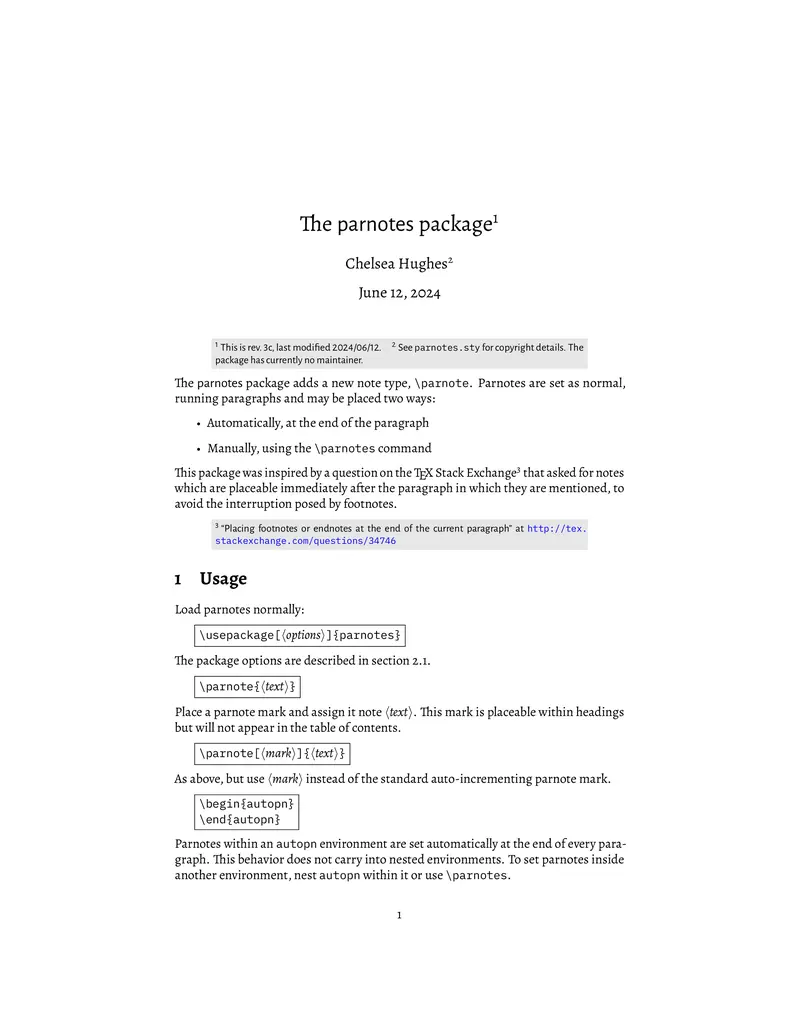 The parnotes package¹
Chelsea Hughes²
June 12, 2024
¹ This is rev. 3c, last modified 2024/06/12. ² See parnotes.sty for copyright details. The
package has currently no maintainer.
The parnotes package adds a new note type, \parnote. Parnotes are set as normal,
running paragraphs and may be placed two ways:
• Automatically, at the end of the paragraph
• Manually, using the \parnotes command
This package was inspired by a question on the TEX Stack Exchange³ that asked for notes
which are placeable immediately after the paragraph in which they are mentioned, to
avoid the interruption posed by footnotes.
³ “Placing footnotes or endnotes at the end of the current paragraph” at http://tex.
stackexchange.com/questions/34746
1 Usage
Load parnotes normally:
\usepackage[⟨options⟩]{parnotes}
The package options are described in section 2.1.
\parnote{⟨text⟩}
Place a parnote mark and assign it note ⟨text⟩. This mark is placeable within headings
but will not appear in the table of contents.
\parnote[⟨mark⟩]{⟨text⟩}
As above, but use ⟨mark⟩ instead of the standard auto-incrementing parnote mark.
\begin{autopn}
\end{autopn}
Parnotes within an autopn environment are set automatically at the end of every para-
graph. This behavior does not carry into nested environments. To set parnotes inside
another environment, nest autopn within it or use \parnotes.
1